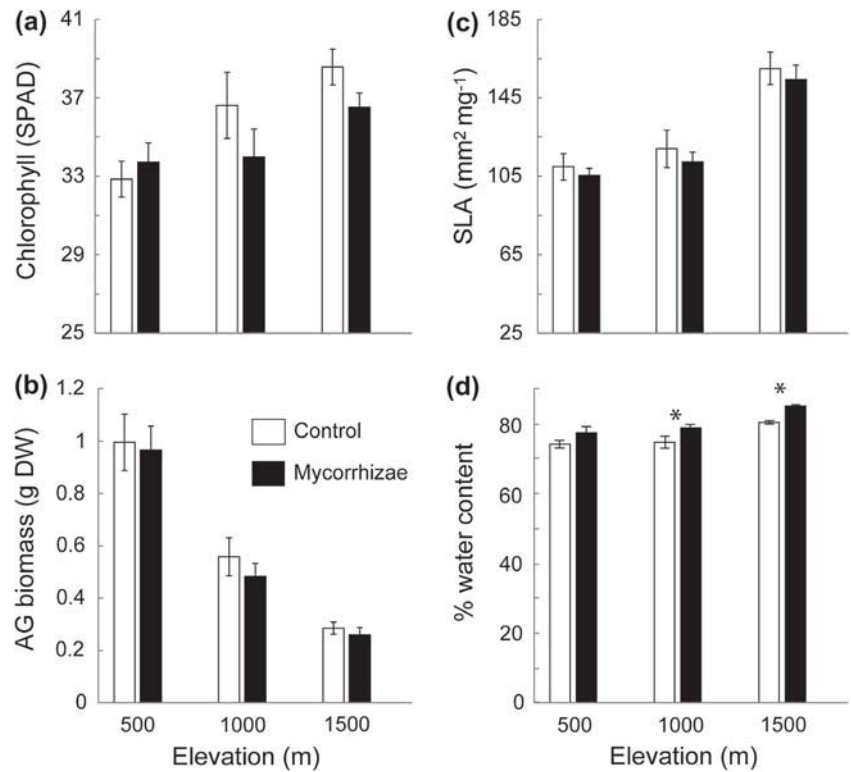 (a)
41
37
33
29
25
Chlorophyll (SPAD)
(c)
185
145
105
65
25
SLA (mm² mg⁻¹)
(b)
1.2
1
0.8
0.6
0.4
0.2
0
AG biomass (g DW)
Control
Mycorrhizae
500 1000 1500
Elevation (m)
(d)
80
60
40
20
0
% water content
*
*
500 1000 1500
Elevation (m)